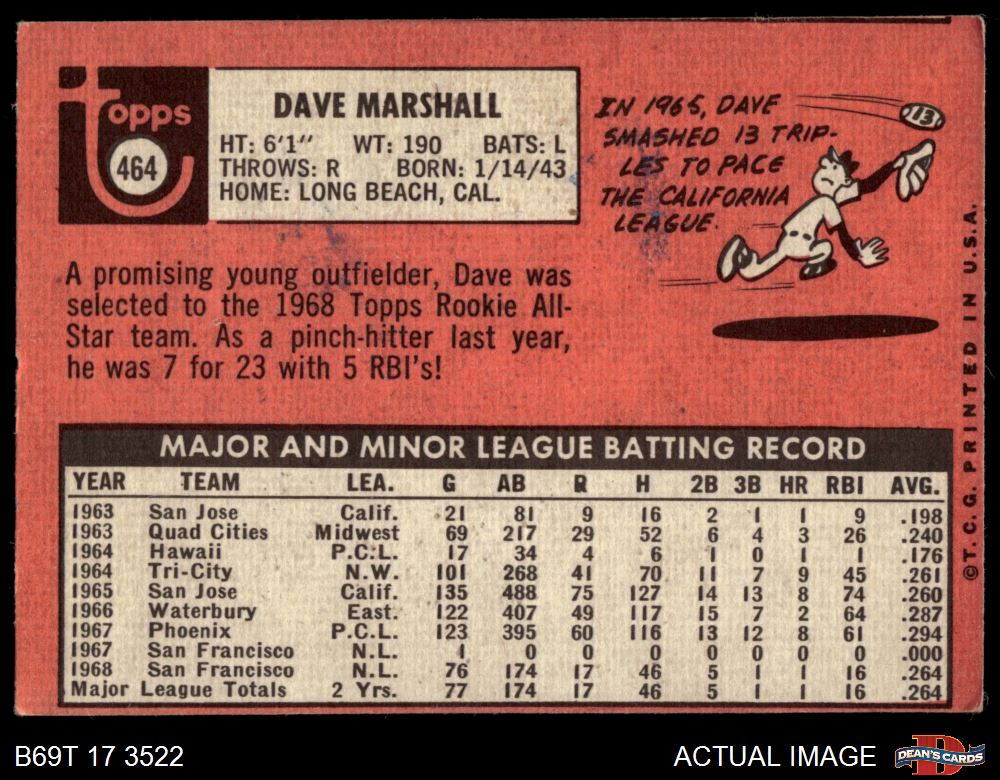 Topps
464
DAVE MARSHALL
HT: 6'1" WT: 190 BATS: L
THROWS: R BORN: 1/14/43
HOME: LONG BEACH, CAL.
IN 1965, DAVE
SMASHED 13 TRIP-
LES TO PACE
THE CALIFORNIA
LEAGUE.
13
A promising young outfielder, Dave was
selected to the 1968 Topps Rookie All-
Star team. As a pinch-hitter last year,
he was 7 for 23 with 5 RBI's!
MAJOR AND MINOR LEAGUE BATTING RECORD
YEAR TEAM LEA. G AB R H 2B 3B HR RBI AVG.
1963 San Jose Calif. 21 81 9 16 2 1 1 9 .198
1963 Quad Cities Midwest 69 217 29 52 6 4 3 26 .240
1964 Hawaii P.C.L. 17 34 4 6 1 0 1 1 .176
1964 Tri-City N.W. 101 268 41 70 11 7 9 45 .261
1965 San Jose Calif. 135 488 75 127 14 13 8 74 .260
1966 Waterbury East. 122 407 49 117 15 7 2 64 .287
1967 Phoenix P.C.L. 123 395 60 116 13 12 8 61 .294
1967 San Francisco N.L. 1 0 0 0 0 0 0 0 .000
1968 San Francisco N.L. 76 174 17 46 5 1 1 16 .264
Major League Totals 2 Yrs. 77 174 17 46 5 1 1 16 .264
©T.C.G. PRINTED IN U.S.A.
B69T 17 3522
ACTUAL IMAGE
DEAN'S CARDS